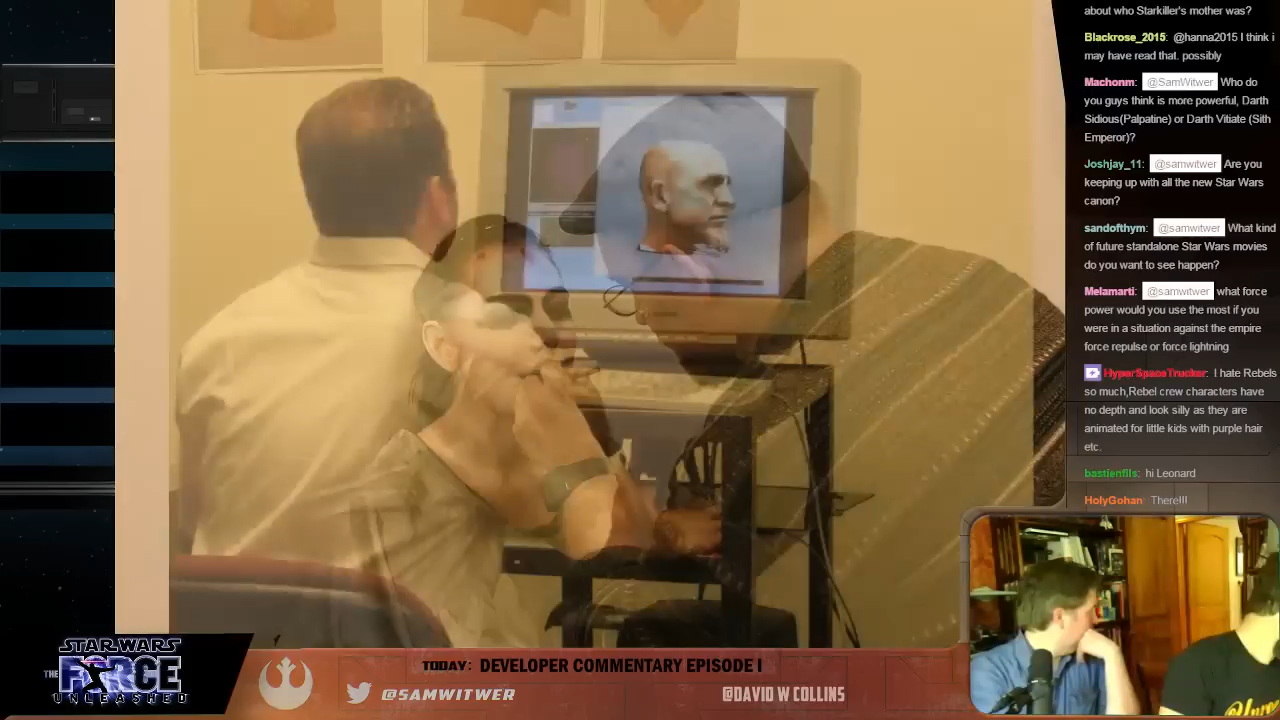 about who Starkiller's mother was?
Blackrose_2015: @hanna2015 I think i
may have read that. possibly
Machonm: @SamWitwer Who do
you guys think is more powerful, Darth
Sidious(Palpatine) or Darth Vitiate (Sith
Emperor)?
Joshjay_11: @samwitwer Are you
keeping up with all the new Star Wars
canon?
sandofthym: @samwitwer What kind
of future standalone Star Wars movies
do you want to see happen?
Melamarti: @samwitwer what force
power would you use the most if you
were in a situation against the empire
force repulse or force lightning
HyperSpaceTrucker: I hate Rebels
so much,Rebel crew characters have
no depth and look silly as they are
animated for little kids with purple hair
etc.
bastienfils: hi Leonard
HolyGohan: There!!!
STAR WARS
THE FORCE
UNLEASHED
TODAY: DEVELOPER COMMENTARY EPISODE I
@SAMWITWER
@DAVID W COLLINS